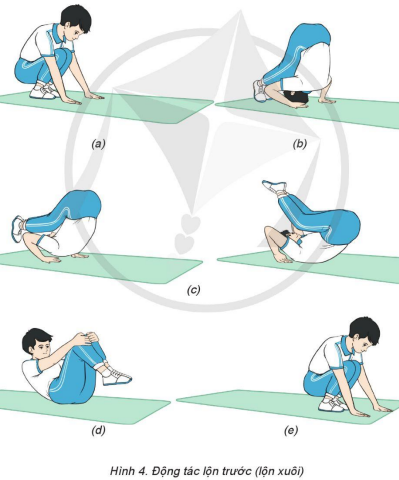 (a)
(b)
(c)
(d)
(e)
Hình 4. Động tác lộn trước (lộn xuôi)